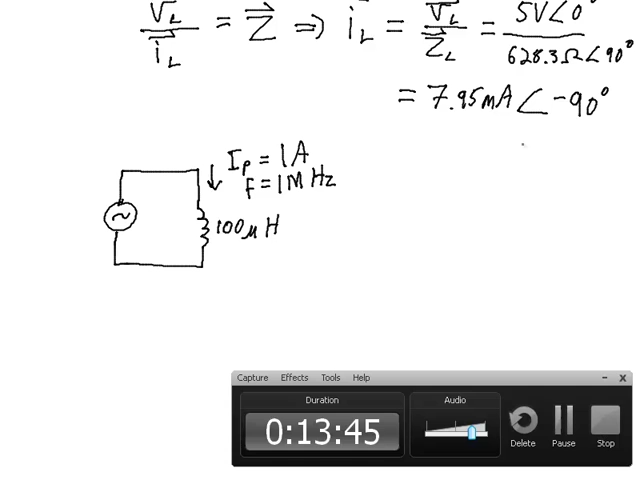 V_L / i_L = Z ⇒ i_L = V_L / Z_L = 5V∠0° / 628.3Ω∠90°
= 7.95mA∠-90°
I_P = 1A
F = 1MHz
100μH
Capture Effects Tools Help
Duration Audio
0:13:45
Delete Pause Stop